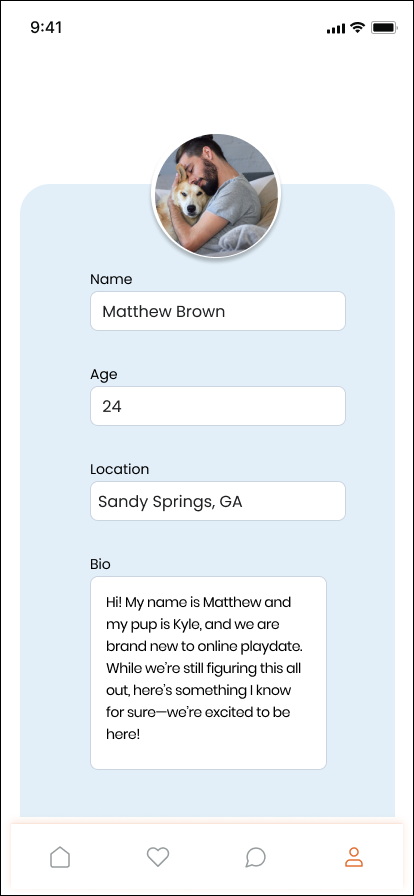 9:41
Name
Matthew Brown
Age
24
Location
Sandy Springs, GA
Bio
Hi! My name is Matthew and
my pup is Kyle, and we are
brand new to online playdate.
While we’re still figuring this all
out, here’s something I know
for sure—we’re excited to be
here!